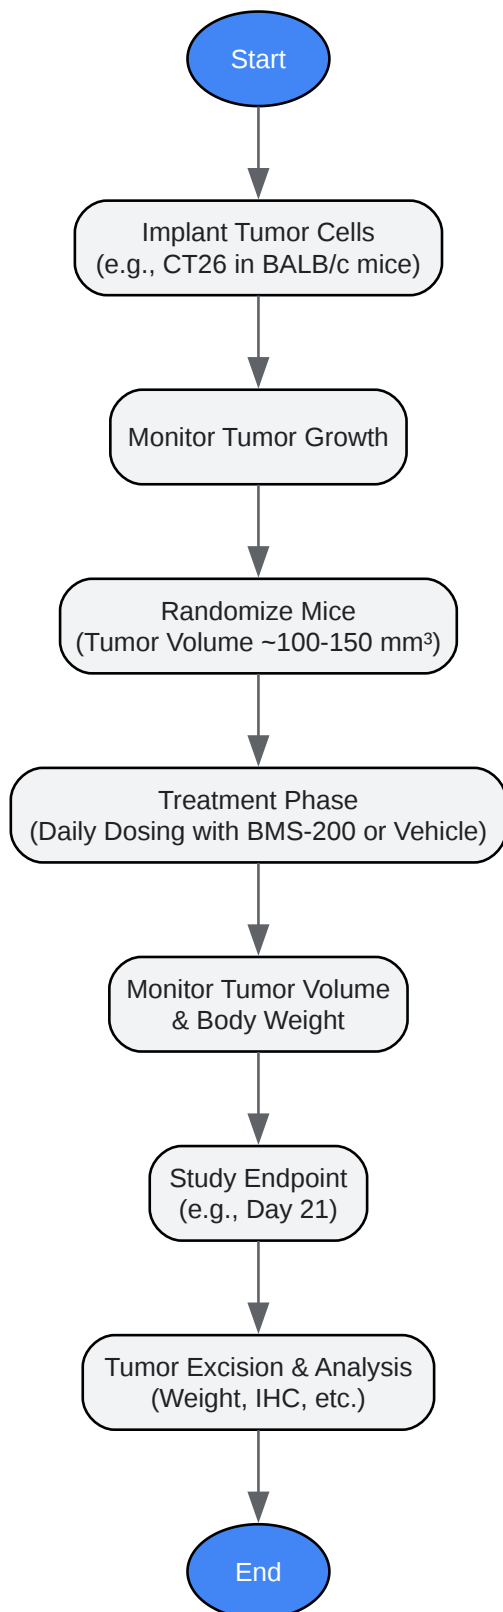 Start
Implant Tumor Cells
(e.g., CT26 in BALB/c mice)
Monitor Tumor Growth
Randomize Mice
(Tumor Volume ~100-150 mm³)
Treatment Phase
(Daily Dosing with BMS-200 or Vehicle)
Monitor Tumor Volume
& Body Weight
Study Endpoint
(e.g., Day 21)
Tumor Excision & Analysis
(Weight, IHC, etc.)
End